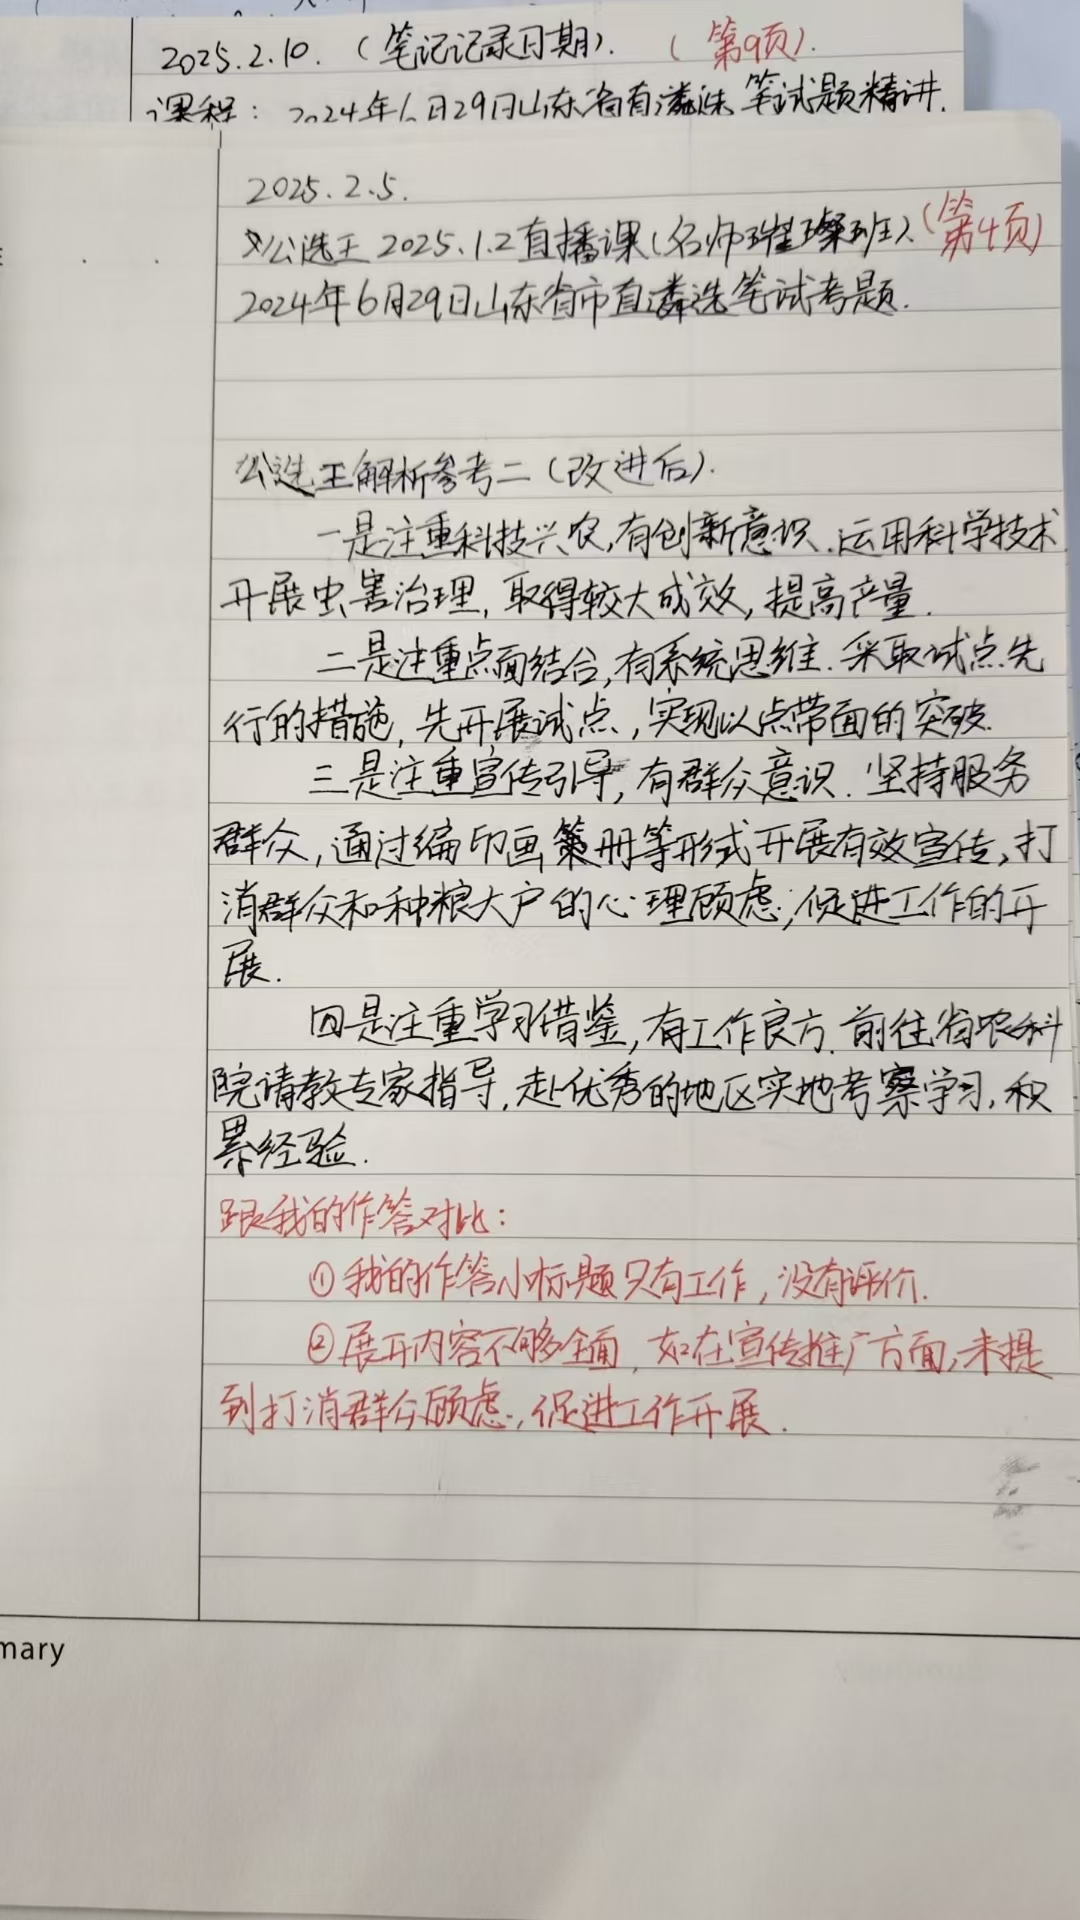 2025.2.10. (笔记记录日期). (第9页).
课程: 2024年6月29日山东省直遴选笔试题精讲.
2025.2.5.
公选王2025.1.2直播课(名师璀璨班).(第4页)
2024年6月29日山东省市直遴选笔试考题.
公选王解析参考二(改进后).
一是注重科技兴农,有创新意识.运用科学技术
开展虫害治理,取得较大成效,提高产量.
二是注重点面结合,有系统思维.采取试点先
行的措施,先开展试点,实现以点带面的突破.
三是注重宣传引导,有群众意识.坚持服务
群众,通过编印画册等形式开展有效宣传,打
消群众和种粮大户的心理顾虑,促进工作的开
展.
四是注重学习借鉴,有工作良方.前往省农科
院请教专家指导,赴优秀的地区实地考察学习,积
累经验.
跟我的作答对比:
①我的作答小标题只有工作,没有评价.
②展开内容不够全面,如在宣传推广方面,未提
到打消群众顾虑,促进工作开展.
mary